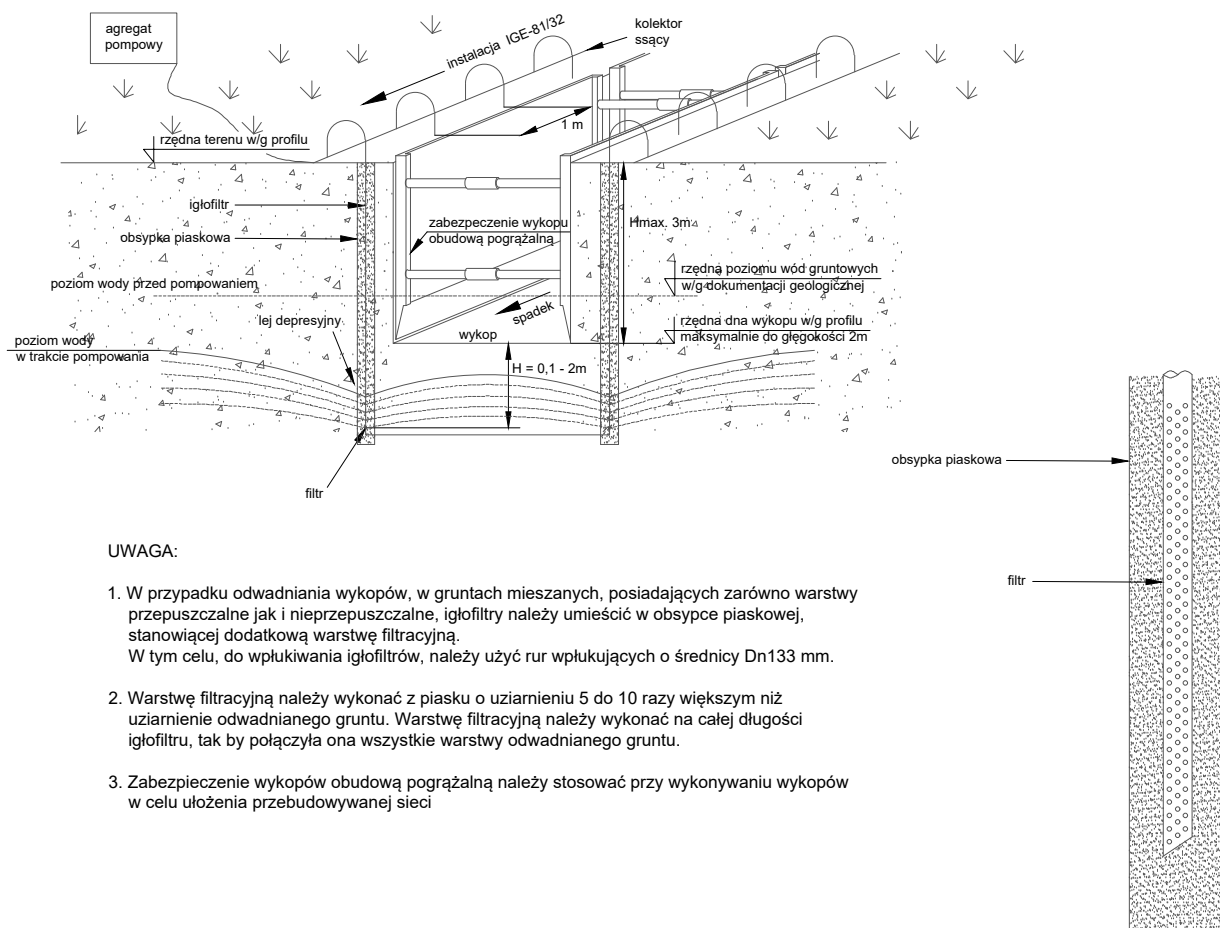 agregat
pompowy
instalacja IGE-81/32
kolektor
ssący
1 m
rzędna terenu w/g profilu
igłofiltr
obsypka piaskowa
zabezpeczenie wykopu
obudową pogrążalną
Hmax. 3m
poziom wody przed pompowaniem
rzędna poziomu wód gruntowych
w/g dokumentacji geologicznej
spadek
lej depresyjny
wykop
rzędna dna wykopu w/g profilu
maksymalnie do głęgokości 2m
poziom wody
w trakcie pompowania
H = 0,1 - 2m
filtr
obsypka piaskowa
filtr
UWAGA:
1. W przypadku odwadniania wykopów, w gruntach mieszanych, posiadających zarówno warstwy
przepuszczalne jak i nieprzepuszczalne, igłofiltry należy umieścić w obsypce piaskowej,
stanowiącej dodatkową warstwę filtracyjną.
W tym celu, do wpłukiwania igłofiltrów, należy użyć rur wpłukujących o średnicy Dn133 mm.
2. Warstwę filtracyjną należy wykonać z piasku o uziarnieniu 5 do 10 razy większym niż
uziarnienie odwadnianego gruntu. Warstwę filtracyjną należy wykonać na całej długości
igłofiltru, tak by połączyła ona wszystkie warstwy odwadnianego gruntu.
3. Zabezpieczenie wykopów obudową pogrążalną należy stosować przy wykonywaniu wykopów
w celu ułożenia przebudowywanej sieci